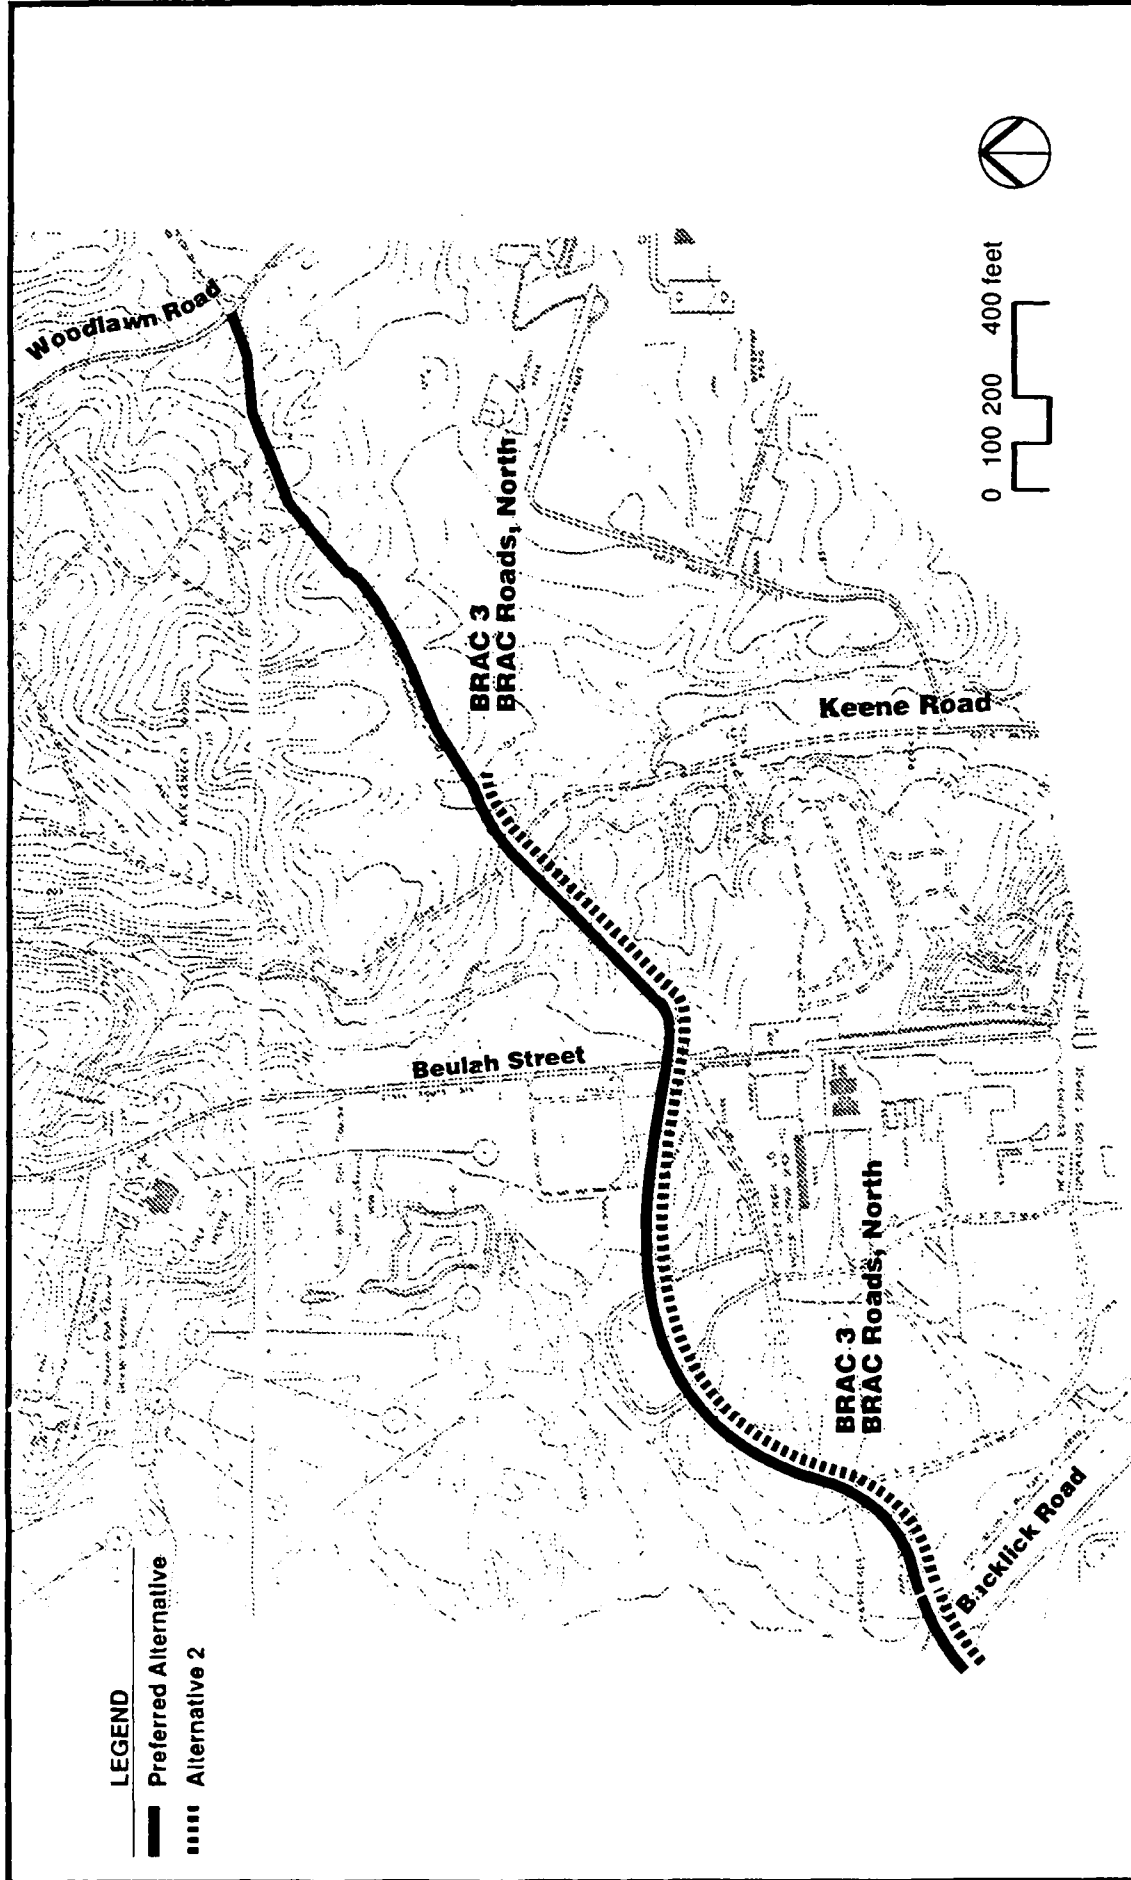 LEGEND
Preferred Alternative
Alternative 2
Woodlawn Road
BRAC 3
BRAC Roads, North
Keene Road
Beulah Street
BRAC 3
BRAC Roads, North
Backlick Road
0 100 200 400 feet